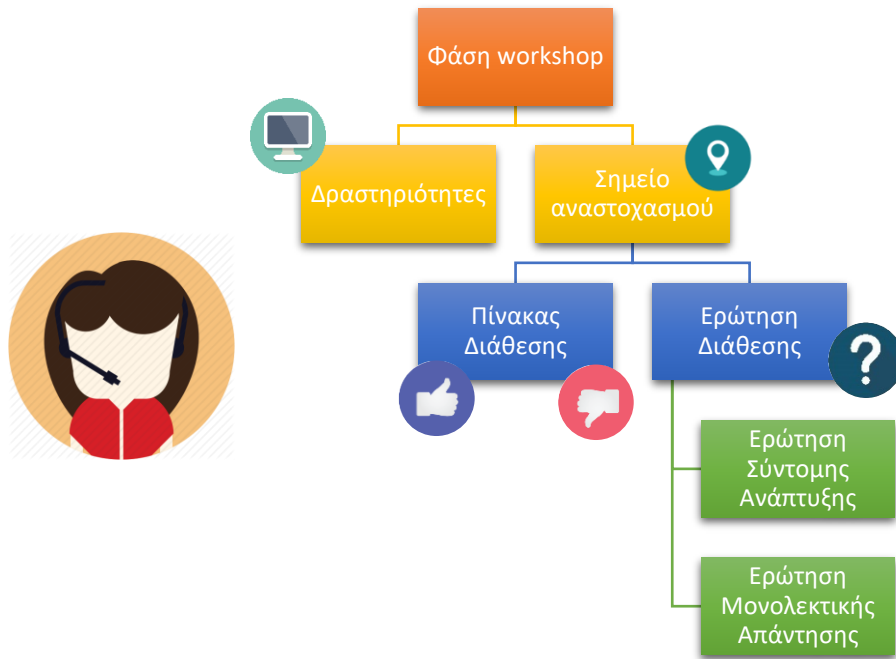 Φάση workshop
Δραστηριότητες
Σημείο
αναστοχασμού
Πίνακας
Διάθεσης
Ερώτηση
Διάθεσης
Ερώτηση
Σύντομης
Ανάπτυξης
Ερώτηση
Μονολεκτικής
Απάντησης